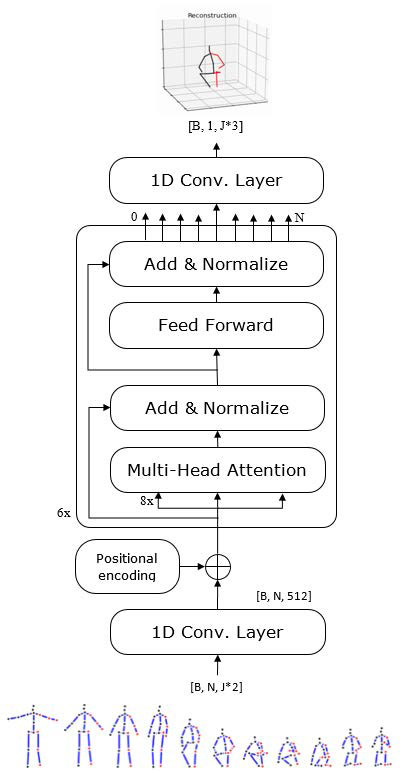 Reconstruction
[B, 1, J*3]
1D Conv. Layer
0
N
Add & Normalize
Feed Forward
Add & Normalize
Multi-Head Attention
8x
6x
Positional
encoding
[B, N, 512]
1D Conv. Layer
[B, N, J*2]